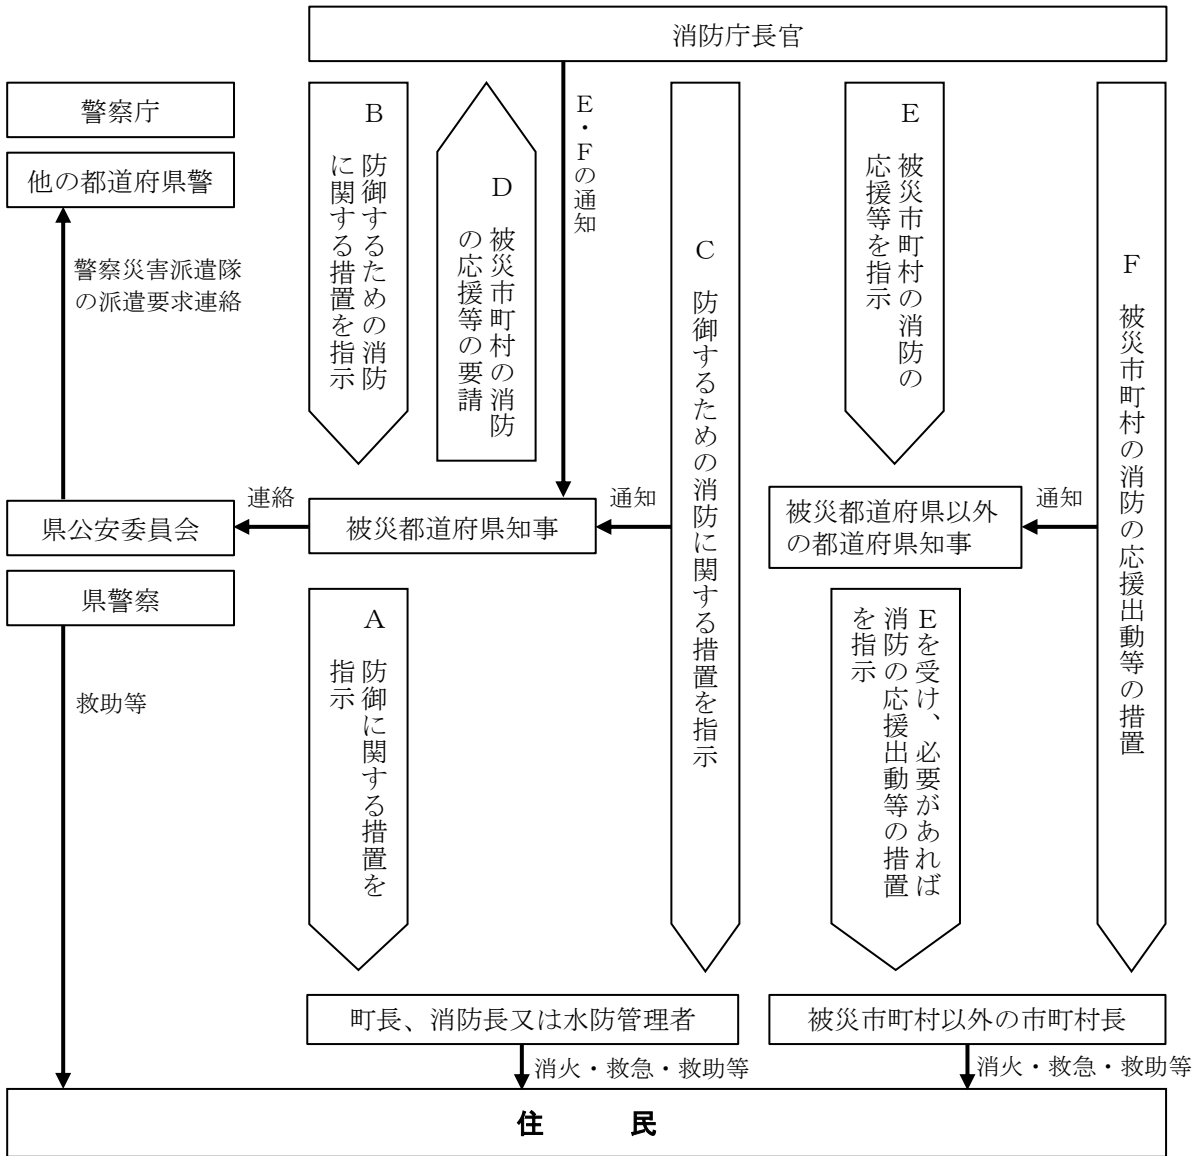 消防庁長官
警察庁
他の都道府県警
警察災害派遣隊
の派遣要求連絡
県公安委員会
県警察
救助等
B　防御するための消防
に関する措置を指示
D　被災市町村の消防
の応援等の要請
E・Fの通知
C　防御するための消防に関する措置を指示
E　被災市町村の消防の
応援等を指示
F　被災市町村の消防の応援出動等の措置
連絡
被災都道府県知事
通知
被災都道府県以外
の都道府県知事
通知
A　防御に関する措置を
指示
Eを受け、必要があれば
消防の応援出動等の措置
を指示
町長、消防長又は水防管理者
被災市町村以外の市町村長
消火・救急・救助等
消火・救急・救助等
住　　民